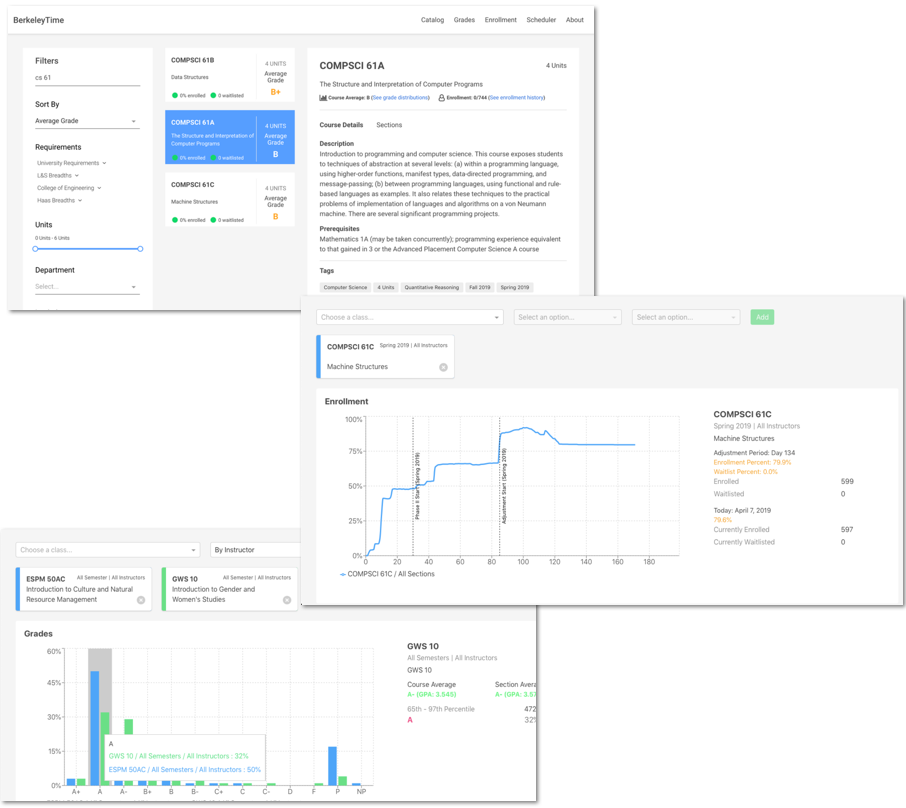 BerkeleyTime
Catalog Grades Enrollment Scheduler About
Filters
cs 61
Sort By
Average Grade
Requirements
University Requirements
L&S Breadths
College of Engineering
Haas Breadths
Units
0 Units - 6 Units
Department
Select...
COMPSCI 61B
Data Structures
0% enrolled 0 waitlisted
4 UNITS
Average
Grade
B+
COMPSCI 61A
The Structure and Interpretation of
Computer Programs
0% enrolled 0 waitlisted
4 UNITS
Average
Grade
B
COMPSCI 61C
Machine Structures
0% enrolled 0 waitlisted
4 UNITS
Average
Grade
B
COMPSCI 61A 4 Units
The Structure and Interpretation of Computer Programs
Course Average: B (See grade distributions) Enrollment: 0/744 (See enrollment history)
Course Details Sections
Description
Introduction to programming and computer science. This course exposes students
to techniques of abstraction at several levels: (a) within a programming language,
using higher-order functions, manifest types, data-directed programming, and
message-passing; (b) between programming languages, using functional and rule-
based languages as examples. It also relates these techniques to the practical
problems of implementation of languages and algorithms on a von Neumann
machine. There are several significant programming projects.
Prerequisites
Mathematics 1A (may be taken concurrently); programming experience equivalent
to that gained in 3 or the Advanced Placement Computer Science A course
Tags
Computer Science 4 Units Quantitative Reasoning Fall 2019 Spring 2019
Choose a class... Select an option... Select an option... Add
COMPSCI 61C Spring 2019 | All Instructors
Machine Structures
Enrollment
100%
75%
50%
25%
0%
0 20 40 60 80 100 120 140 160 180
Phase II Start (Spring 2019)
Adjustment Start (Spring 2019)
COMPSCI 61C / All Sections
COMPSCI 61C
Spring 2019 | All Instructors
Machine Structures
Adjustment Period: Day 134
Enrollment Percent: 79.9%
Waitlist Percent: 0.0%
Enrolled 599
Waitlisted 0
Today: April 7, 2019
79.6%
Currently Enrolled 597
Currently Waitlisted 0
Choose a class... By Instructor
ESPM 50AC All Semester | All Instructors
Introduction to Culture and Natural
Resource Management
GWS 10 All Semester | All Instructors
Introduction to Gender and
Women's Studies
Grades
60%
45%
30%
15%
0%
A+ A A- B+ B B- C+ C C- D F P NP
A
GWS 10 / All Semesters / All Instructors : 32%
ESPM 50AC / All Semesters / All Instructors : 50%
GWS 10
All Semesters | All Instructors
GWS 10
Course Average Section Avera
A- (GPA: 3.545) A- (GPA: 3.5
65th - 97th Percentile 472
A 32%